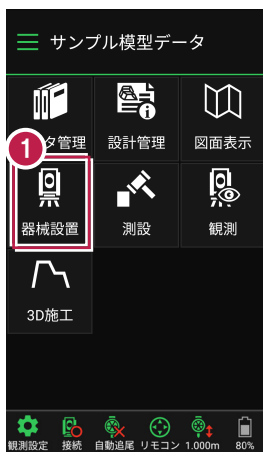 サンプル模型データ
タ管理 設計管理 図面表示
1
器械設置 測設 観測
3D施工
観測設定 接続 自動追尾 リモコン 1.000m 80%